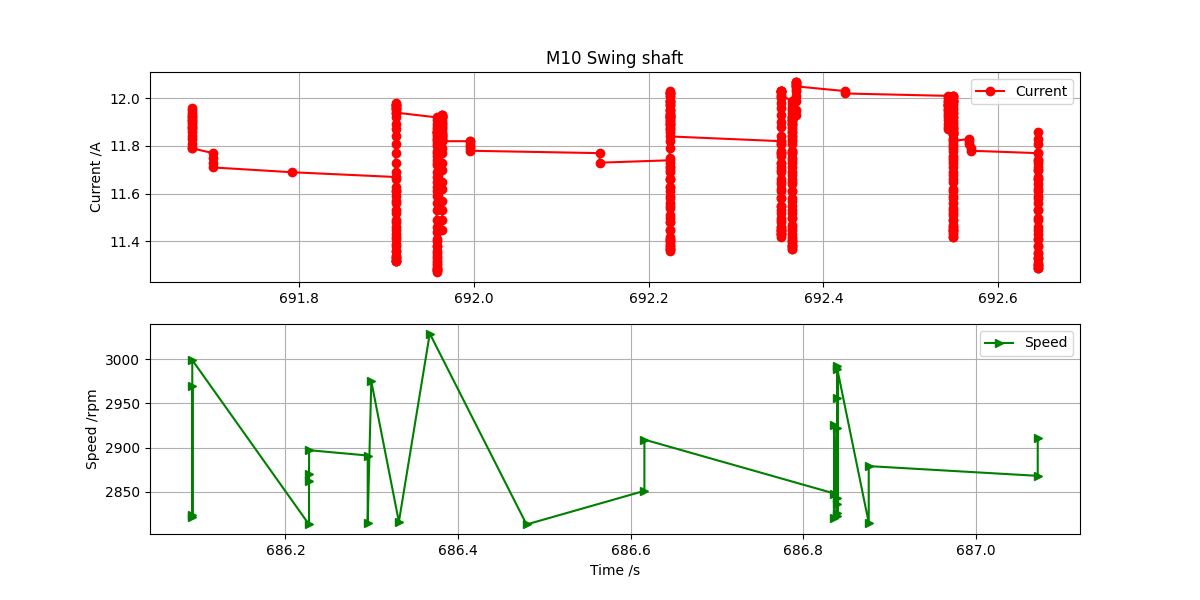 M10 Swing shaft
Current /A
12.0
11.8
11.6
11.4
Current
691.8 692.0 692.2 692.4 692.6
Speed /rpm
3000
2950
2900
2850
Speed
686.2 686.4 686.6 686.8 687.0
Time /s